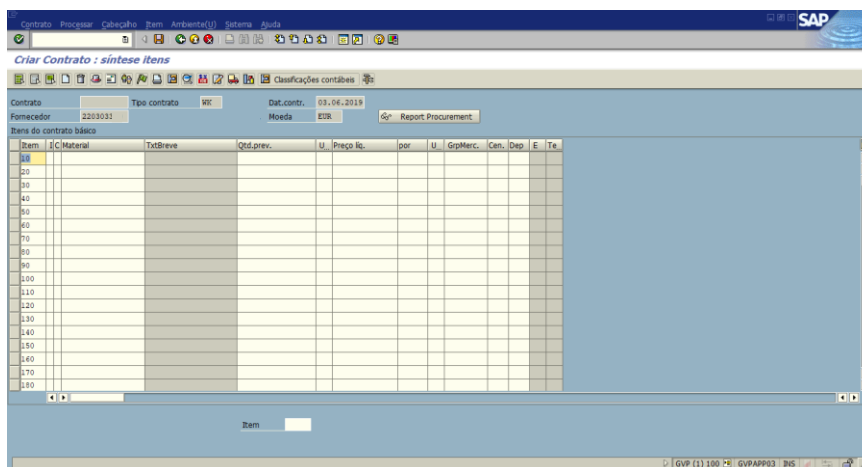 Contrato Processar Cabeçalho Item Ambiente(U) Sistema Ajuda
SAP
Criar Contrato : síntese itens
Classificações contábeis
Contrato Tipo contrato WK Dat.contr. 03.06.2019
Fornecedor 2203033 Moeda EUR Report Procurement
Itens do contrato básico
Item I C Material TxtBreve Qtd.prev. U... Preço líq. por U... GrpMerc. Cen. Dep E Te...
10
20
30
40
50
60
70
80
90
100
110
120
130
140
150
160
170
180
Item
GVP (1) 100 GVPAPP03 INS